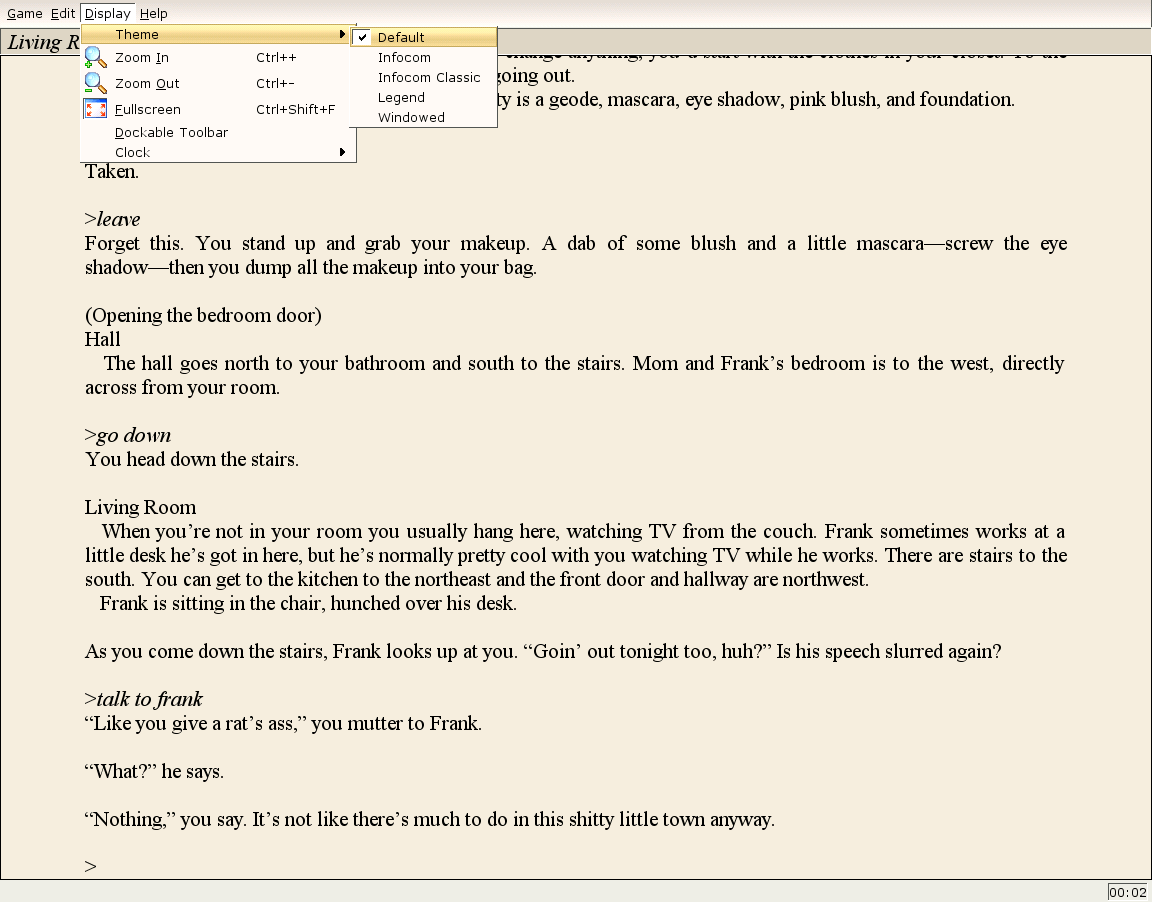 Game Edit Display Help
Living R
Theme
Zoom In Ctrl++
Zoom Out Ctrl+-
Fullscreen Ctrl+Shift+F
Dockable Toolbar
Clock
Default
Infocom
Infocom Classic
Legend
Windowed
change anything, you'd start with the clothes in your closet. To the
going out.
ty is a geode, mascara, eye shadow, pink blush, and foundation.
Taken.
>leave
Forget this. You stand up and grab your makeup. A dab of some blush and a little mascara—screw the eye
shadow—then you dump all the makeup into your bag.
(Opening the bedroom door)
Hall
The hall goes north to your bathroom and south to the stairs. Mom and Frank’s bedroom is to the west, directly
across from your room.
>go down
You head down the stairs.
Living Room
When you’re not in your room you usually hang here, watching TV from the couch. Frank sometimes works at a
little desk he’s got in here, but he’s normally pretty cool with you watching TV while he works. There are stairs to the
south. You can get to the kitchen to the northeast and the front door and hallway are northwest.
Frank is sitting in the chair, hunched over his desk.
As you come down the stairs, Frank looks up at you. “Goin’ out tonight too, huh?” Is his speech slurred again?
>talk to frank
“Like you give a rat’s ass,” you mutter to Frank.
“What?” he says.
“Nothing,” you say. It’s not like there’s much to do in this shitty little town anyway.
>
00:02